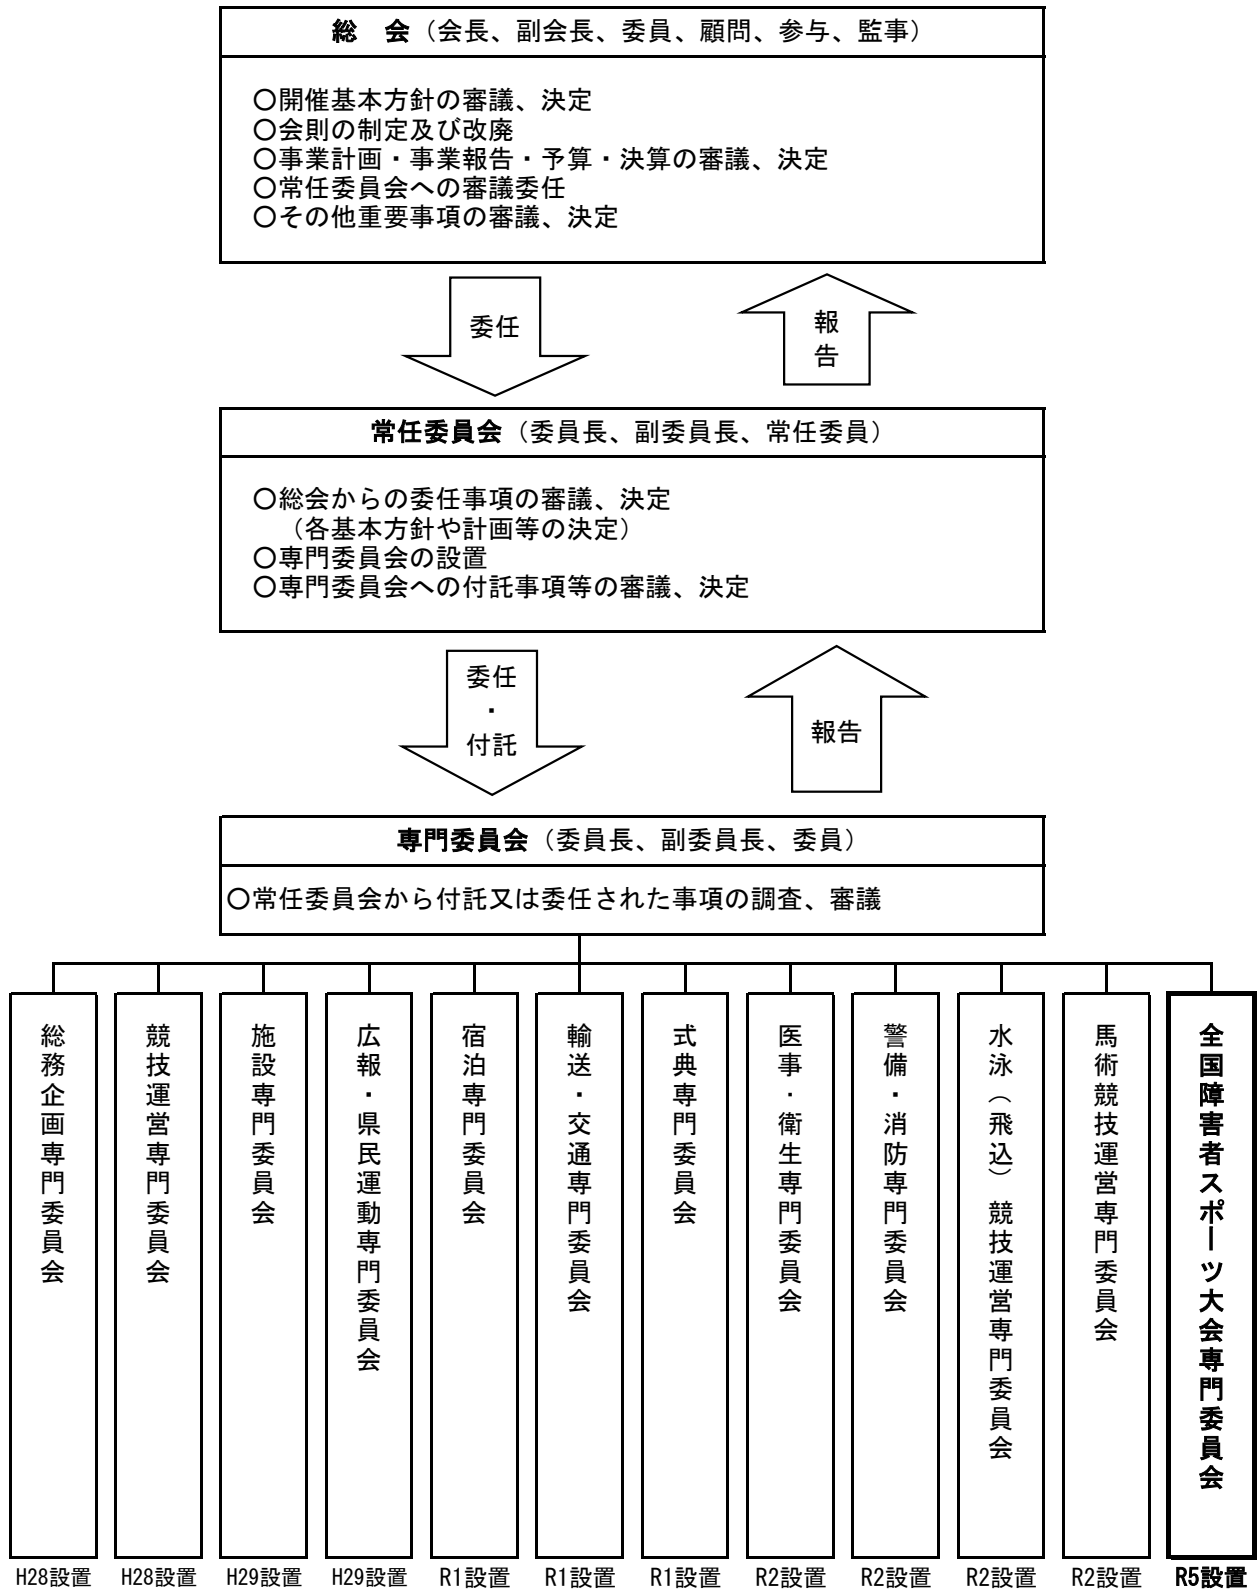 総　会（会長、副会長、委員、顧問、参与、監事）
〇開催基本方針の審議、決定
〇会則の制定及び改廃
〇事業計画・事業報告・予算・決算の審議、決定
〇常任委員会への審議委任
〇その他重要事項の審議、決定
委任
報
告
常任委員会（委員長、副委員長、常任委員）
〇総会からの委任事項の審議、決定
（各基本方針や計画等の決定）
〇専門委員会の設置
〇専門委員会への付託事項等の審議、決定
委任
・
付託
報告
専門委員会（委員長、副委員長、委員）
〇常任委員会から付託又は委任された事項の調査、審議
総務企画専門委員会
競技運営専門委員会
施設専門委員会
広報・県民運動専門委員会
宿泊専門委員会
輸送・交通専門委員会
式典専門委員会
医事・衛生専門委員会
警備・消防専門委員会
水泳（飛込）競技運営専門委員会
馬術競技運営専門委員会
全国障害者スポーツ大会専門委員会
H28設置
H28設置
H29設置
H29設置
R1設置
R1設置
R1設置
R2設置
R2設置
R2設置
R2設置
R5設置